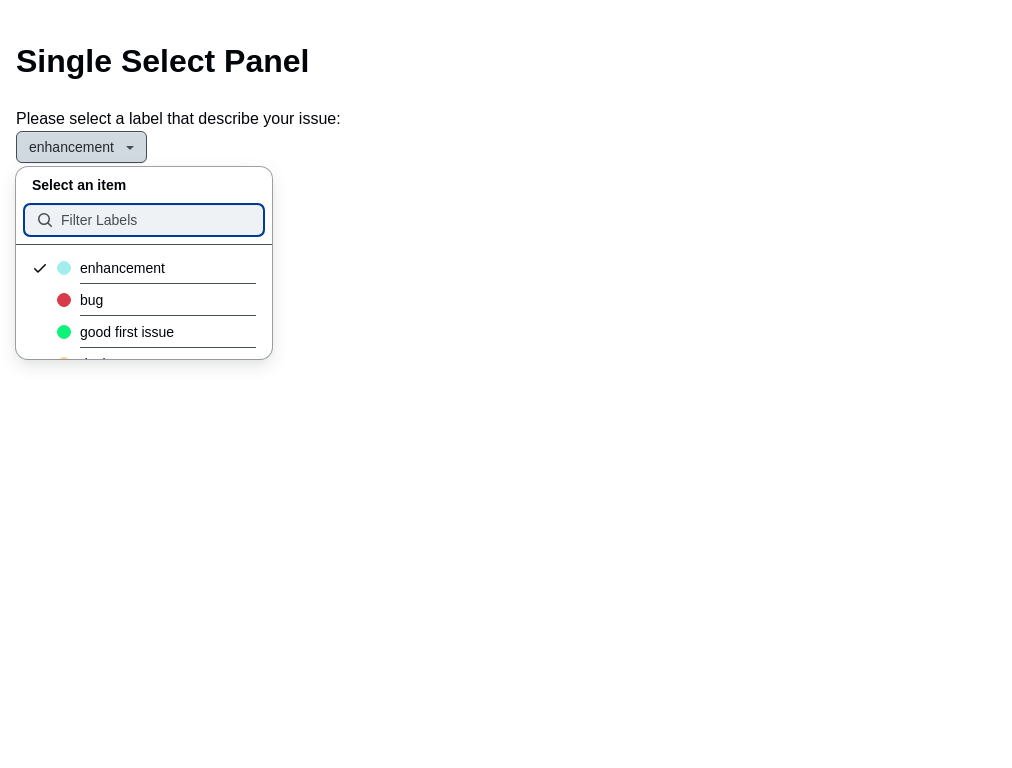 Single Select Panel
Please select a label that describe your issue:
enhancement
Select an item
Filter Labels
enhancement
bug
good first issue